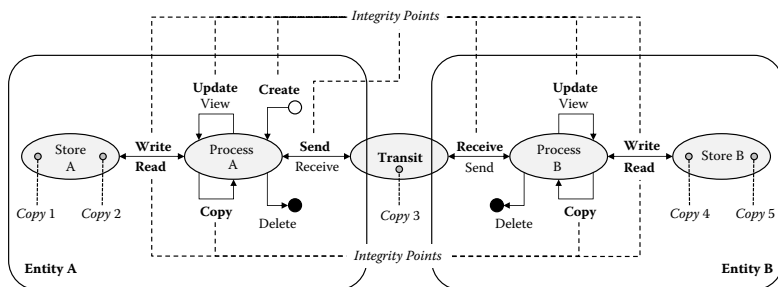 Integrity Points
Update
View
Create
Update
View
Store
A
Write
Read
Process
A
Send
Receive
Transit
Receive
Send
Process
B
Write
Read
Store B
Copy 1
Copy 2
Copy
Delete
Copy 3
Delete
Copy
Copy 4
Copy 5
Entity A
Integrity Points
Entity B